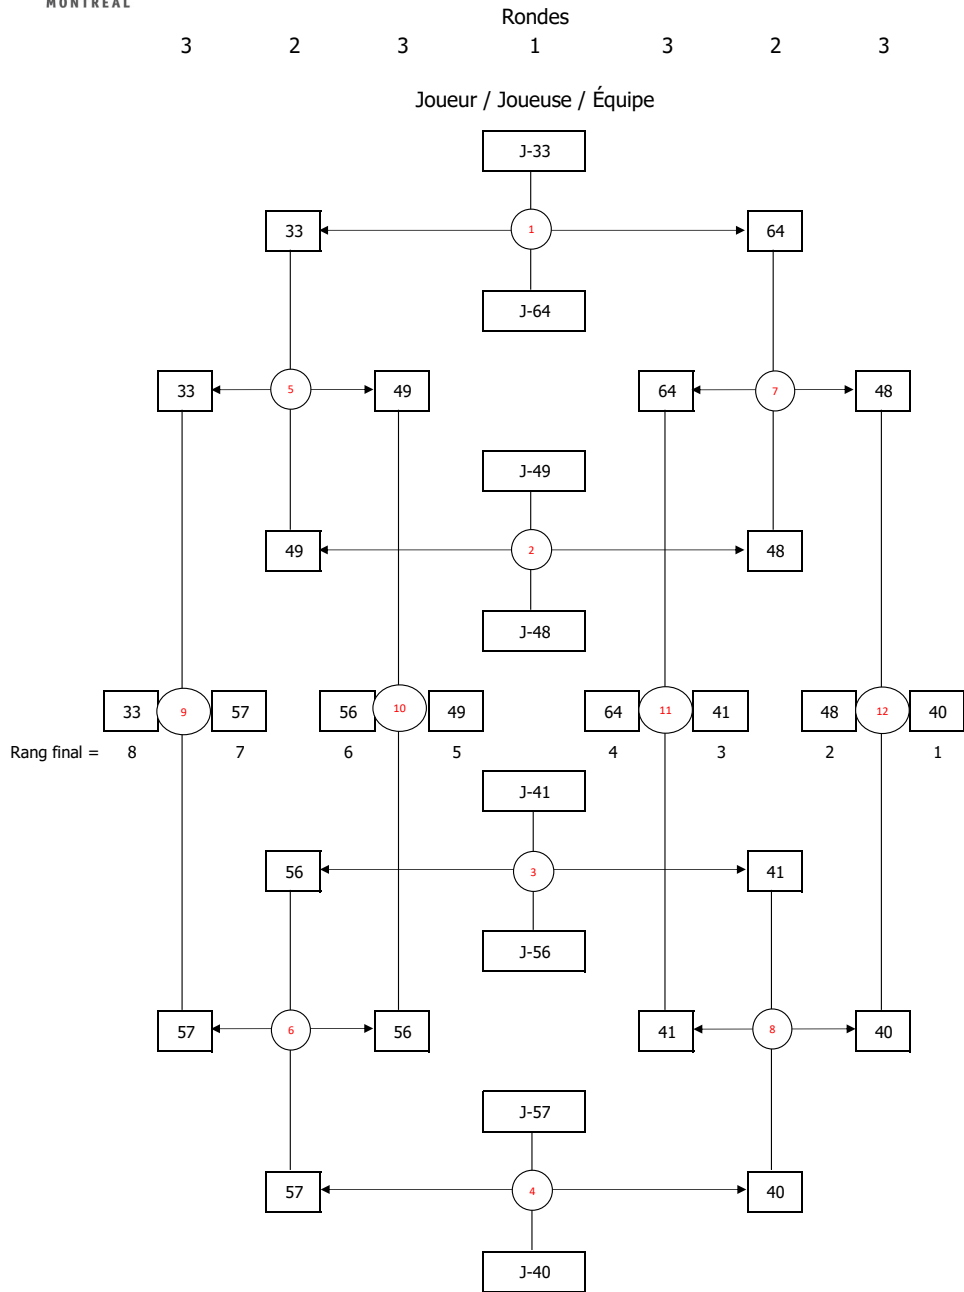 MONTRÉAL
Rondes
3 2 3 1 3 2 3
Joueur / Joueuse / Équipe
J-33
33 1 64
J-64
33 5 49 64 7 48
J-49
49 2 48
J-48
33 9 57 56 10 49 64 11 41 48 12 40
Rang final = 8 7 6 5 4 3 2 1
J-41
56 3 41
J-56
57 6 56 41 8 40
J-57
57 4 40
J-40